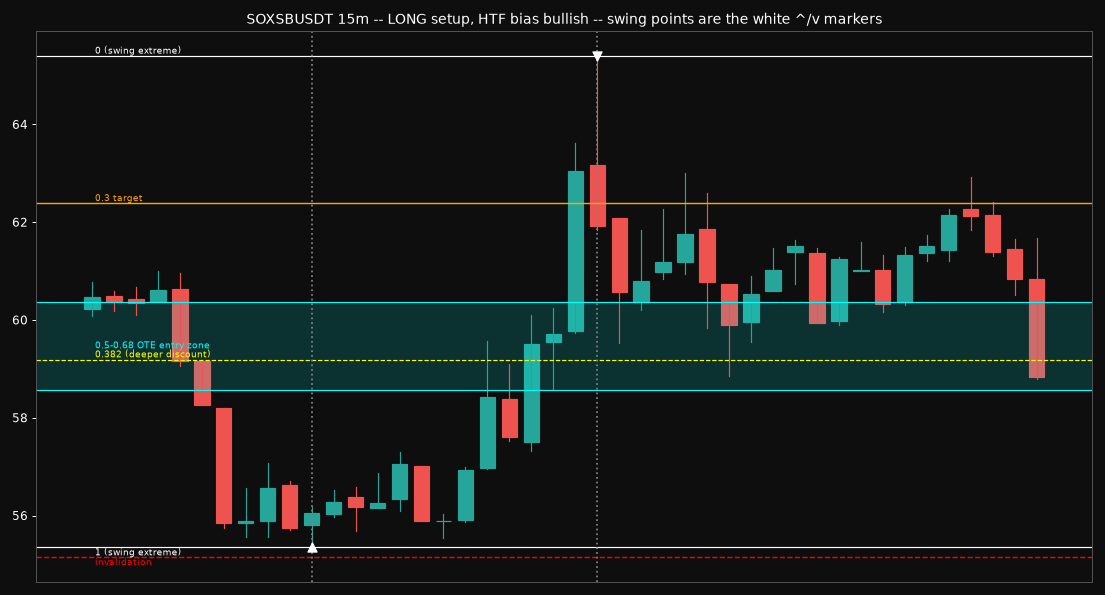 SOXSBUSDT 15m -- LONG setup, HTF bias bullish -- swing points are the white ^/v markers
0 (swing extreme)
64
0.3 target
62
60
0.5-0.68 OTE entry zone
0.382 (deeper discount)
58
56
1 (swing extreme)
invalidation